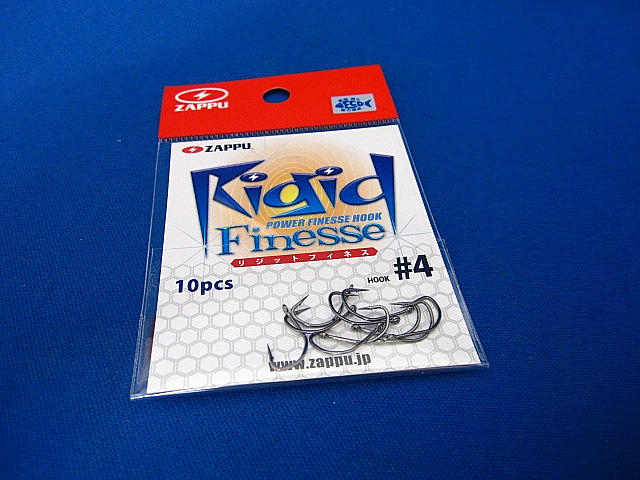 ZAPPU
FECO
ZAPPU
Rigid
POWER FINESSE HOOK
Finesse
リジットフィネス
10pcs
HOOK #4
www.zappu.jp